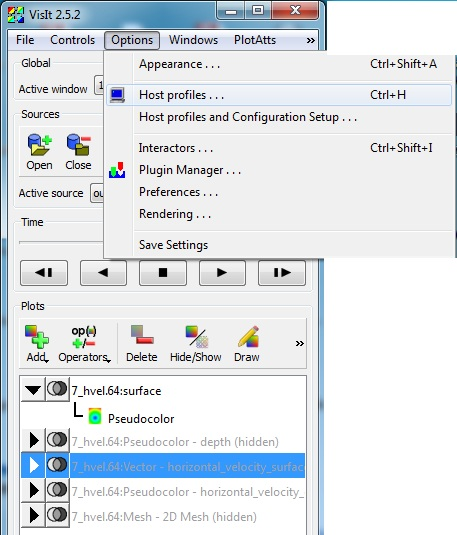 VisIt 2.5.2
File Controls Options Windows PlotAtts »
Global
Active window 1
Appearance . . . Ctrl+Shift+A
Host profiles . . . Ctrl+H
Host profiles and Configuration Setup . . .
Interactors . . . Ctrl+Shift+I
Plugin Manager . . .
Preferences . . .
Rendering . . .
Save Settings
Sources
Open Close
Active source ou
Time
Plots
op(u)
Add Operators Delete Hide/Show Draw »
7_hvel.64:surface
Pseudocolor
7_hvel.64:Pseudocolor - depth (hidden)
7_hvel.64:Vector - horizontal_velocity_surfac
7_hvel.64:Pseudocolor - horizontal_velocity_
7_hvel.64:Mesh - 2D Mesh (hidden)